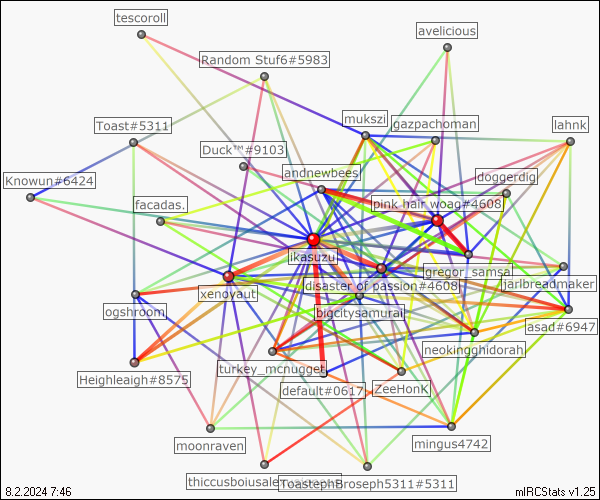 tescoroll
avelicious
Random Stuf6#5983
mukszi
gazpachoman
Toast#5311
lahnk
Duck™#9103
andnewbees
doggerdig
Knowun#6424
facadas.
pink hair woag#4608
ikasuzu
gregor_samsa
disaster of passion#4608
jarlbreadmaker
xenoyaut
bigcitysamurai
ogshroom
asad#6947
neokingghidorah
turkey_mcnugget
Heighleaigh#8575
default#0617
ZeeHonK
moonraven
mingus4742
ToastephBroseph5311#5311
8.2.2024 7:46
mIRCStats v1.25